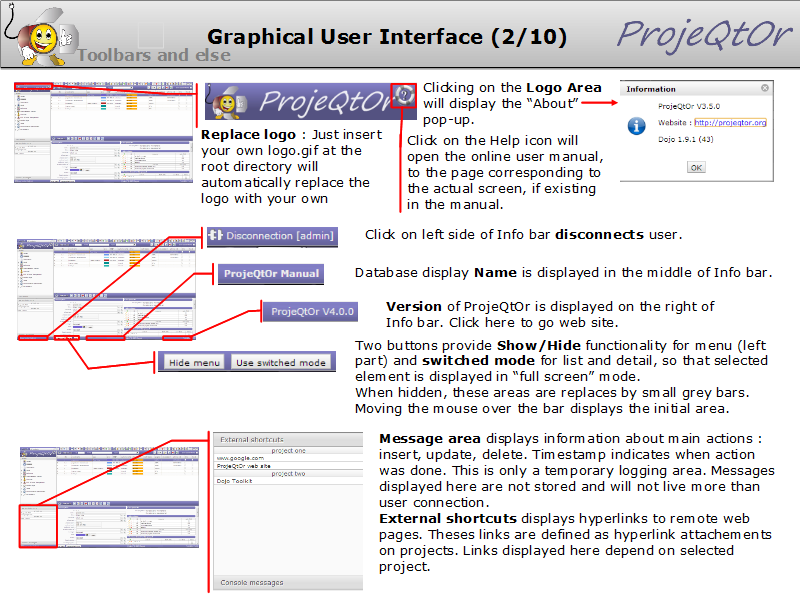 Graphical User Interface (2/10)
ProjeQtOr
Toolbars and else
ProjeQtOr
Clicking on the Logo Area
will display the “About”
pop-up.
Replace logo : Just insert
your own logo.gif at the
root directory will
automatically replace the
logo with your own
Click on the Help icon will
open the online user manual,
to the page corresponding to
the actual screen, if existing
in the manual.
Information
ProjeQtOr V3.5.0
Website : http://projeqtor.org
Dojo 1.9.1 (43)
OK
Disconnection [admin]
Click on left side of Info bar disconnects user.
ProjeQtOr Manual
Database display Name is displayed in the middle of Info bar.
ProjeQtOr V4.0.0
Version of ProjeQtOr is displayed on the right of
Info bar. Click here to go web site.
Hide menu
Use switched mode
Two buttons provide Show/Hide functionality for menu (left
part) and switched mode for list and detail, so that selected
element is displayed in “full screen” mode.
When hidden, these areas are replaces by small grey bars.
Moving the mouse over the bar displays the initial area.
External shortcuts
project one
www.google.com
ProjeQtOr web site
project two
Dojo Toolkit
Console messages
Message area displays information about main actions :
insert, update, delete. Timestamp indicates when action
was done. This is only a temporary logging area. Messages
displayed here are not stored and will not live more than
user connection.
External shortcuts displays hyperlinks to remote web
pages. Theses links are defined as hyperlink attachements
on projects. Links displayed here depend on selected
project.